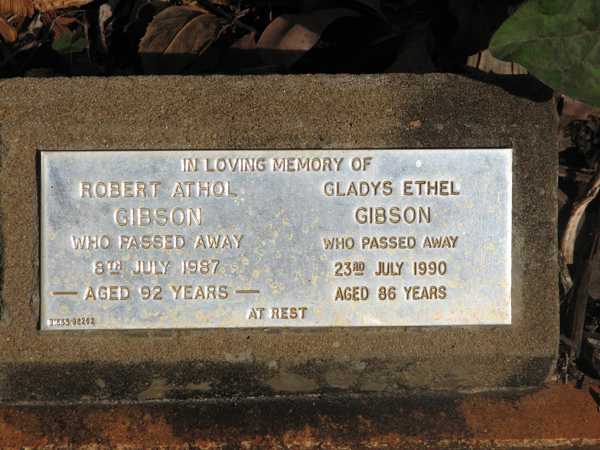 IN LOVING MEMORY OF
ROBERT ATHOL
GIBSON
WHO PASSED AWAY
8TH JULY 1987
— AGED 92 YEARS —
GLADYS ETHEL
GIBSON
WHO PASSED AWAY
23RD JULY 1990
AGED 86 YEARS
AT REST